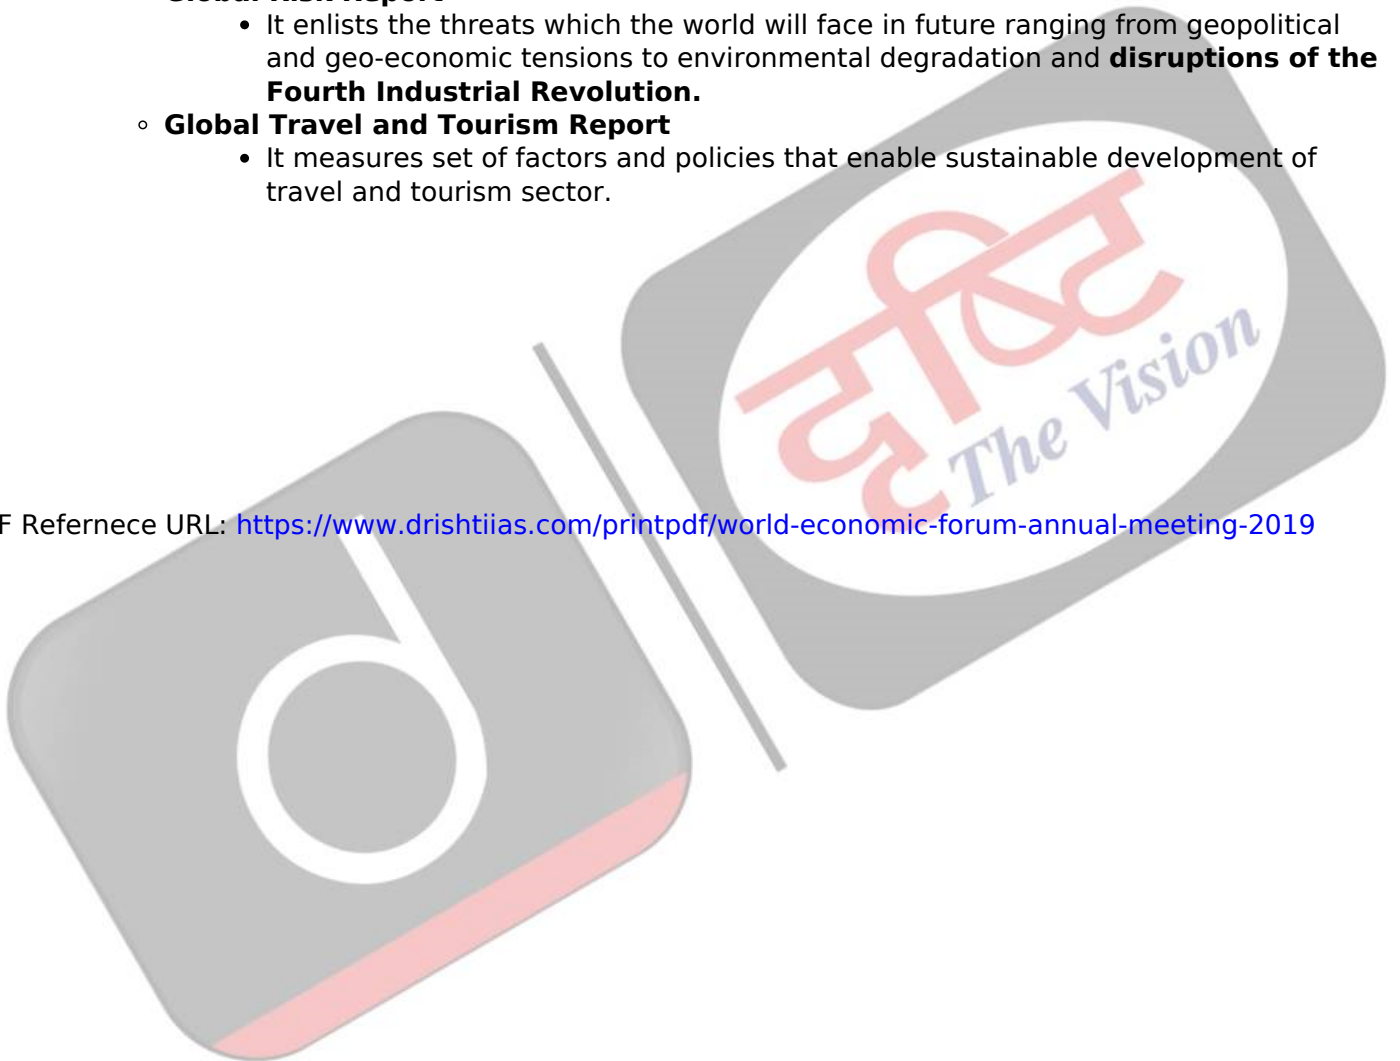 Global Risk Report
• It enlists the threats which the world will face in future ranging from geopolitical
and geo-economic tensions to environmental degradation and disruptions of the
Fourth Industrial Revolution.
○ Global Travel and Tourism Report
• It measures set of factors and policies that enable sustainable development of
travel and tourism sector.
दृष्टि
The Vision
d
F Refernece URL: https://www.drishtiias.com/printpdf/world-economic-forum-annual-meeting-2019